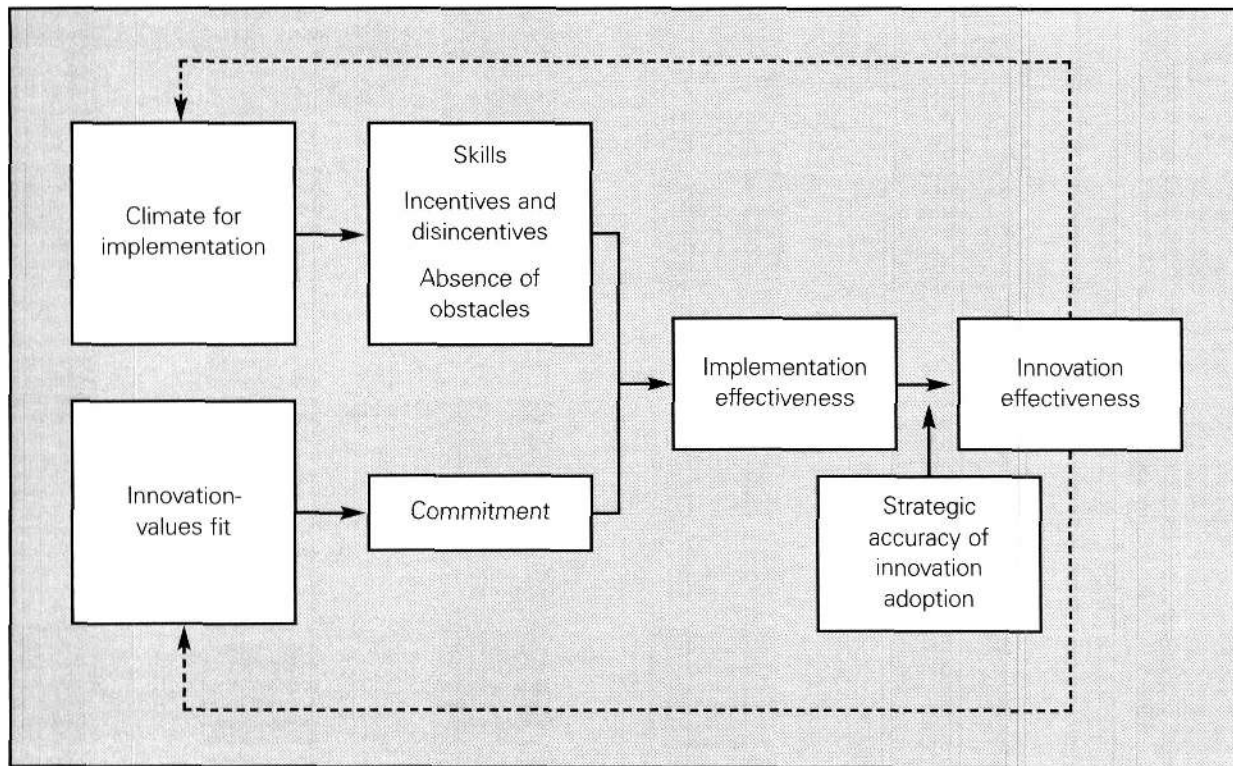 Climate for
implementation
Skills
Incentives and
disincentives
Absence of
obstacles
Innovation-
values fit
Commitment
Implementation
effectiveness
Innovation
effectiveness
Strategic
accuracy of
innovation
adoption